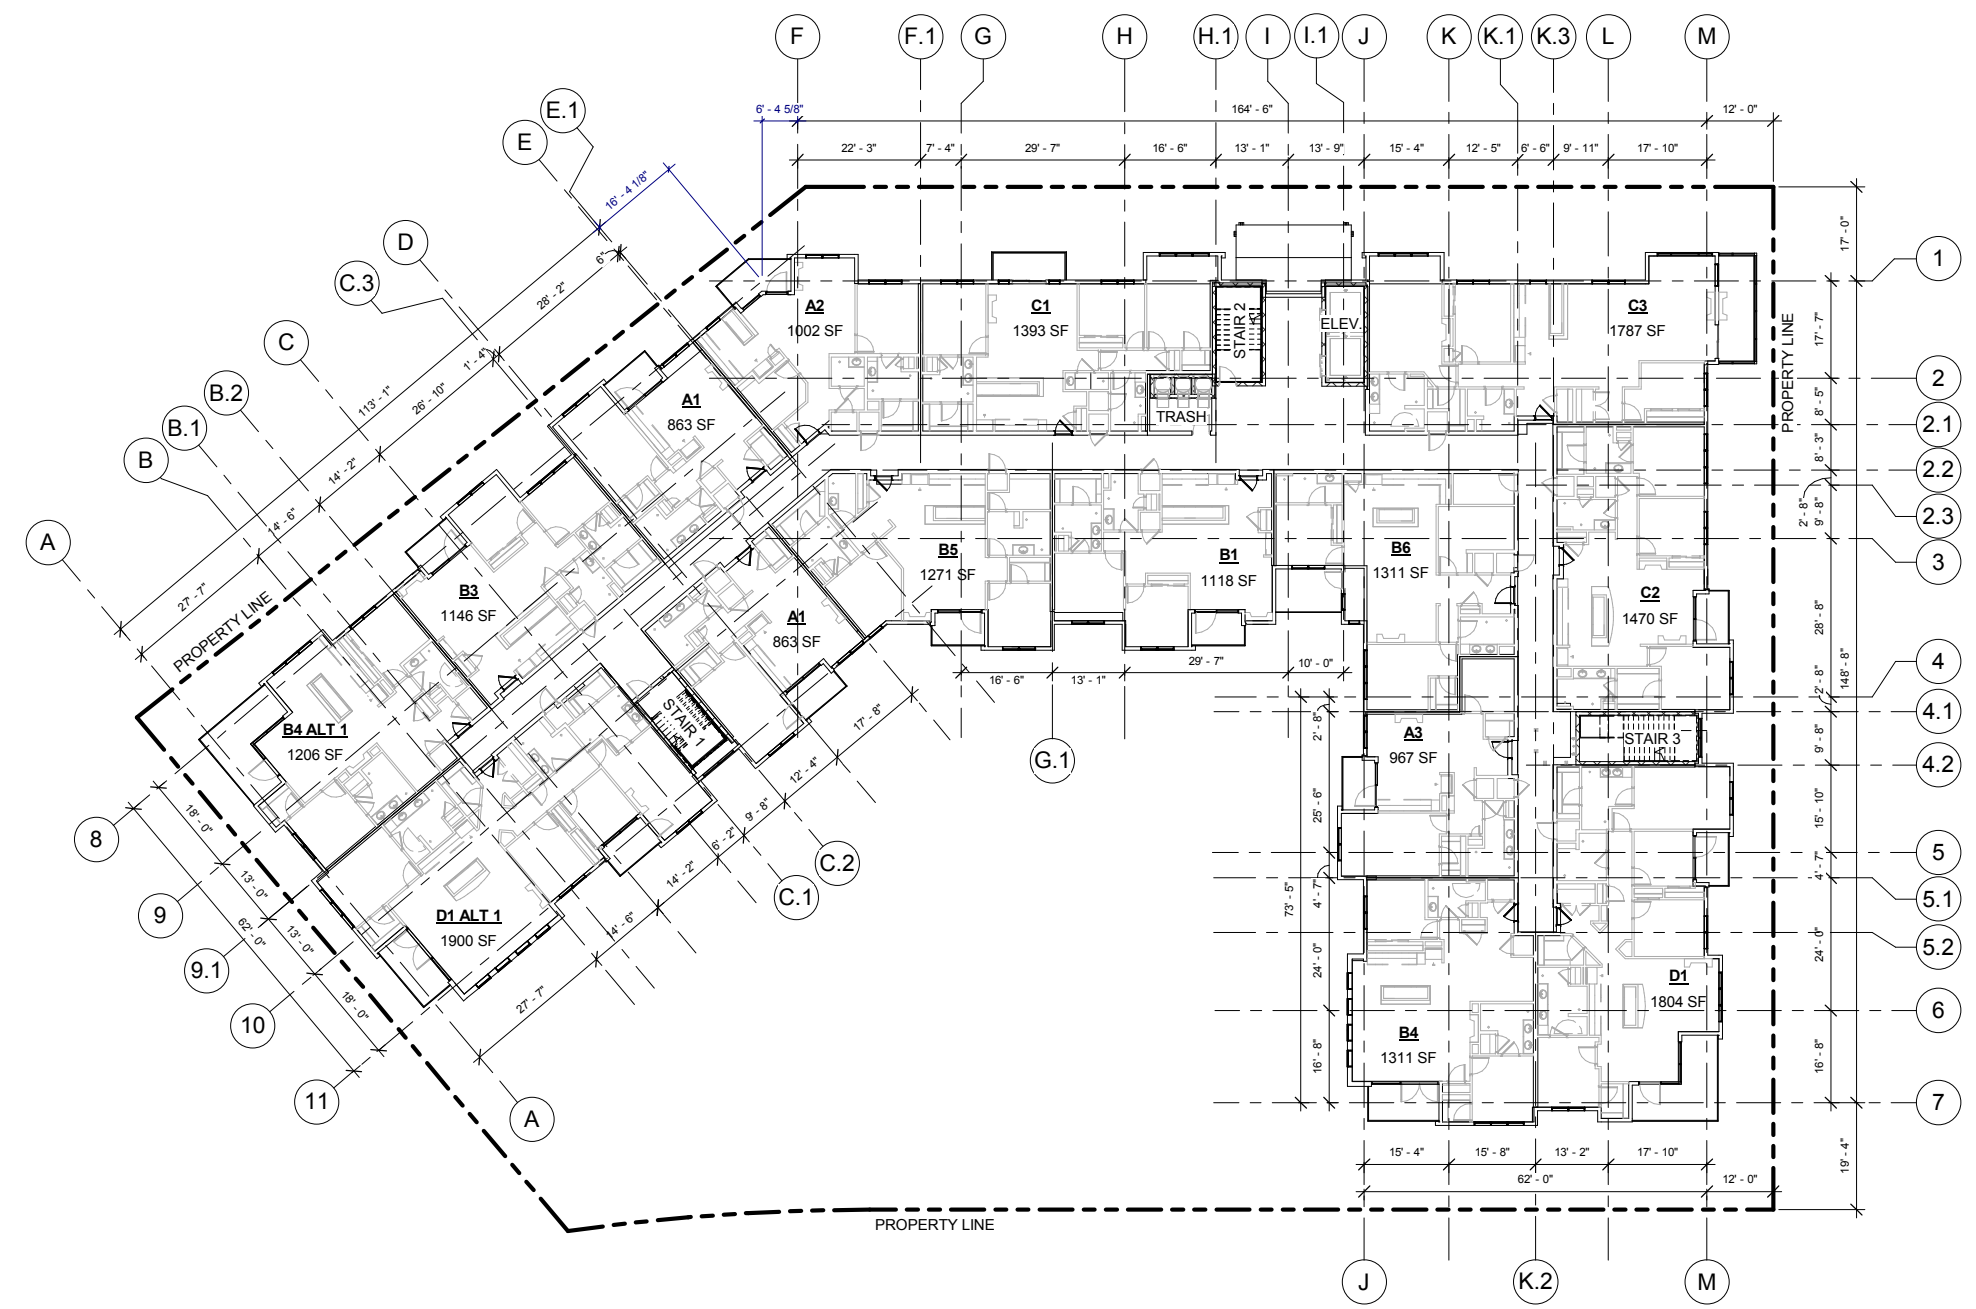 F
F.1
G
H
H.1
I
I.1
J
K
K.1
K.3
L
M
E.1
E
D
C.3
C
B.2
B.1
B
A
6' - 4 5/8"
164' - 6"
12' - 0"
22' - 3"
7' - 4"
29' - 7"
16' - 6"
13' - 1"
13' - 9"
15' - 4"
12' - 5"
6' - 6"
9' - 11"
17' - 10"
16' - 4 1/8"
6"
28' - 2"
1' - 4"
113' - 1"
26' - 10"
14' - 2"
14' - 6"
27' - 7"
PROPERTY LINE
A2
1002 SF
C1
1393 SF
STAIR 2
ELEV.
C3
1787 SF
TRASH
A1
863 SF
B3
1146 SF
B5
1271 SF
B1
1118 SF
B6
1311 SF
C2
1470 SF
A1
863 SF
STAIR 1
B4 ALT 1
1206 SF
D1 ALT 1
1900 SF
A3
967 SF
STAIR 3
B4
1311 SF
D1
1804 SF
PROPERTY LINE
17' - 0"
17' - 7"
8' - 5"
8' - 3"
2' - 8"
9' - 8"
28' - 8"
148' - 8"
2' - 8"
9' - 8"
15' - 10"
4' - 7"
24' - 0"
16' - 8"
19' - 4"
1
2
2.1
2.2
2.3
3
4
4.1
4.2
5
5.1
5.2
6
7
16' - 6"
13' - 1"
29' - 7"
10' - 0"
G.1
2' - 8"
25' - 6"
73' - 5"
4' - 7"
24' - 0"
16' - 8"
17' - 8"
12' - 4"
9' - 8"
6' - 2"
14' - 2"
14' - 6"
27' - 7"
C.2
C.1
8
9
9.1
10
11
A
18' - 0"
13' - 0"
62' - 0"
13' - 0"
18' - 0"
15' - 4"
15' - 8"
13' - 2"
17' - 10"
62' - 0"
12' - 0"
PROPERTY LINE
J
K.2
M